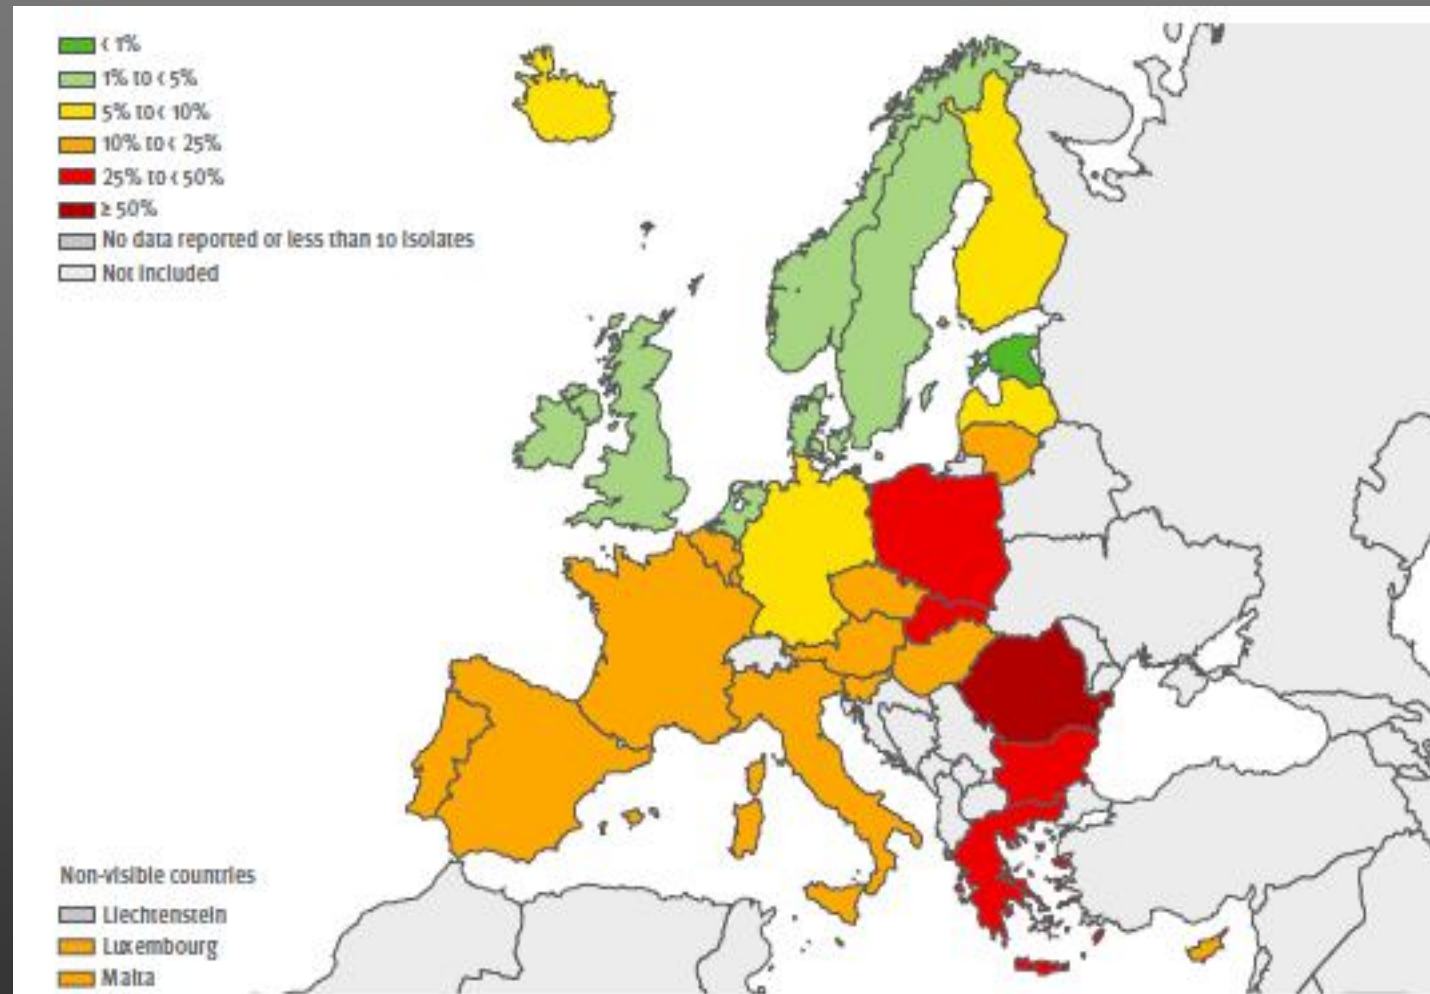 < 1%
1% to < 5%
5% to < 10%
10% to < 25%
25% to < 50%
≥ 50%
No data reported or less than 10 isolates
Not included
Non-visible countries
Liechtenstein
Luxembourg
Malta